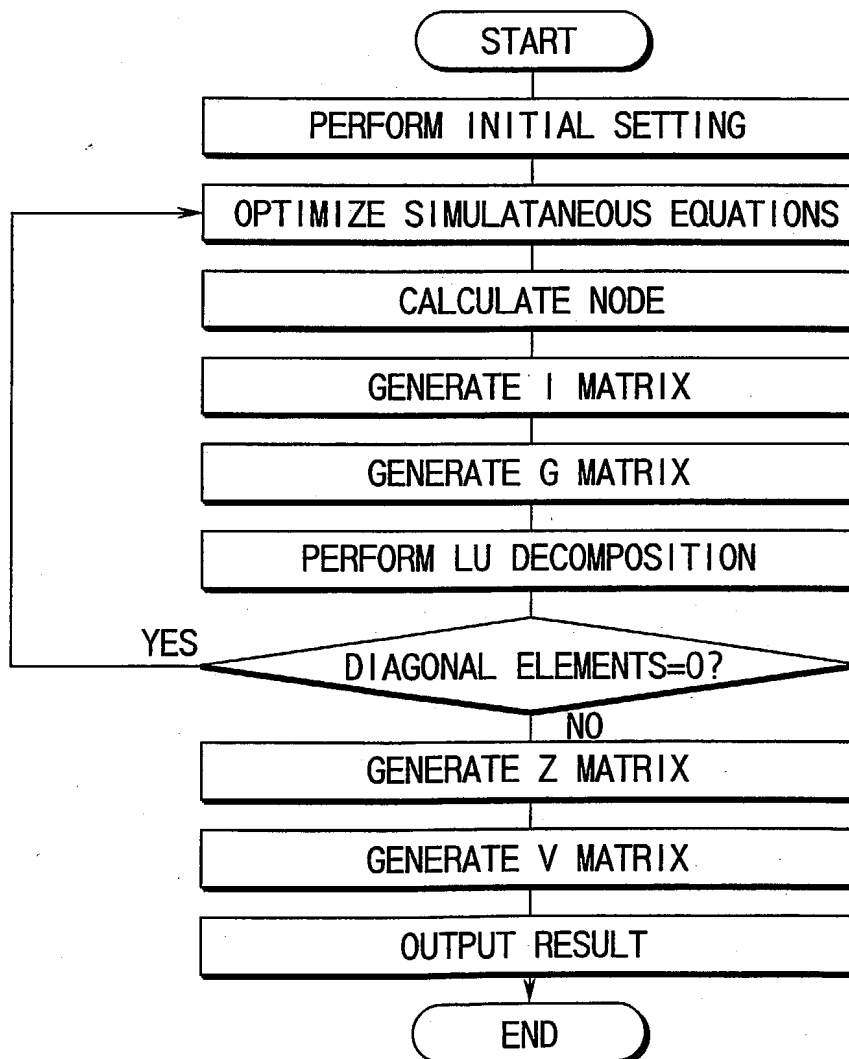 START
PERFORM INITIAL SETTING
OPTIMIZE SIMULATANEOUS EQUATIONS
CALCULATE NODE
GENERATE I MATRIX
GENERATE G MATRIX
PERFORM LU DECOMPOSITION
YES
DIAGONAL ELEMENTS=0?
NO
GENERATE Z MATRIX
GENERATE V MATRIX
OUTPUT RESULT
END